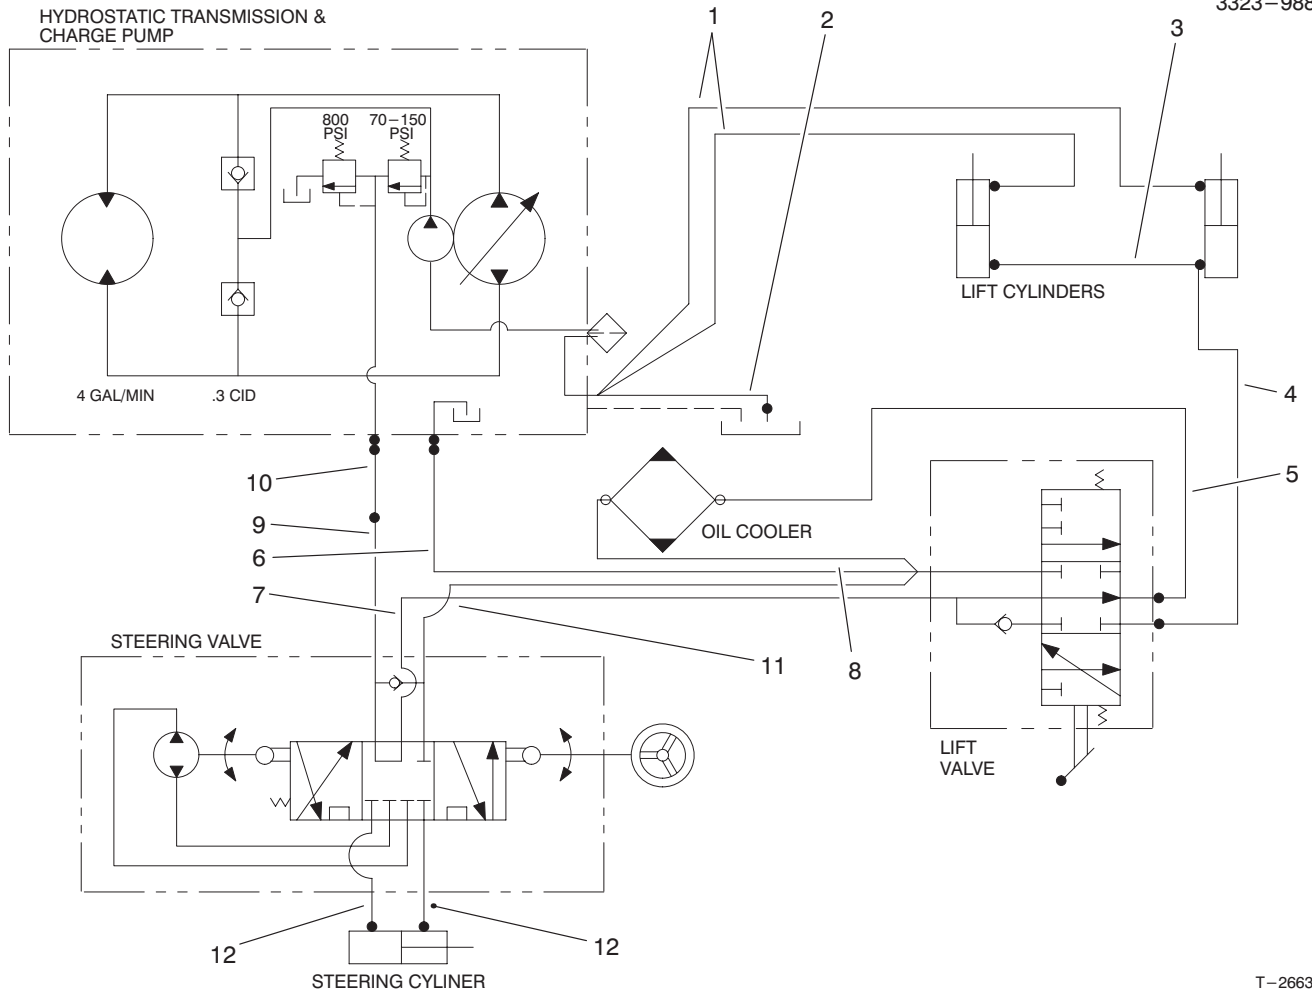 3323–988
HYDROSTATIC TRANSMISSION &
CHARGE PUMP
1
2
3
800
PSI
70–150
PSI
LIFT CYLINDERS
4 GAL/MIN
.3 CID
4
10
5
9
OIL COOLER
6
7
STEERING VALVE
11
8
LIFT
VALVE
12
12
STEERING CYLINER
T–2663